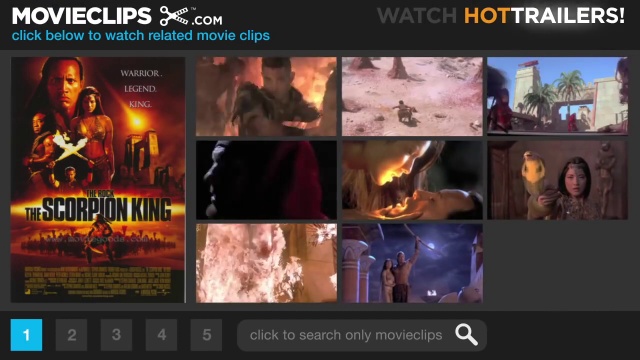 MOVIECLIPS .COM
WATCH HOTTRAILERS!
click below to watch related movie clips
WARRIOR.
LEGEND.
KING.
THE ROCK
THE SCORPION KING
1 2 3 4 5
click to search only movieclips